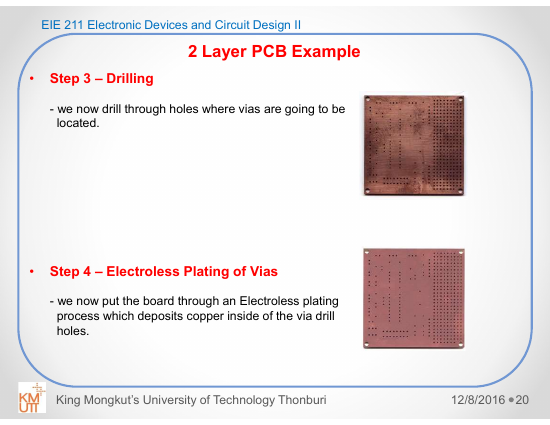 EIE 211 Electronic Devices and Circuit Design II
2 Layer PCB Example
• Step 3 – Drilling
- we now drill through holes where vias are going to be
located.
• Step 4 – Electroless Plating of Vias
- we now put the board through an Electroless plating
process which deposits copper inside of the via drill
holes.
KM
UTT
King Mongkut's University of Technology Thonburi
12/8/2016 •20